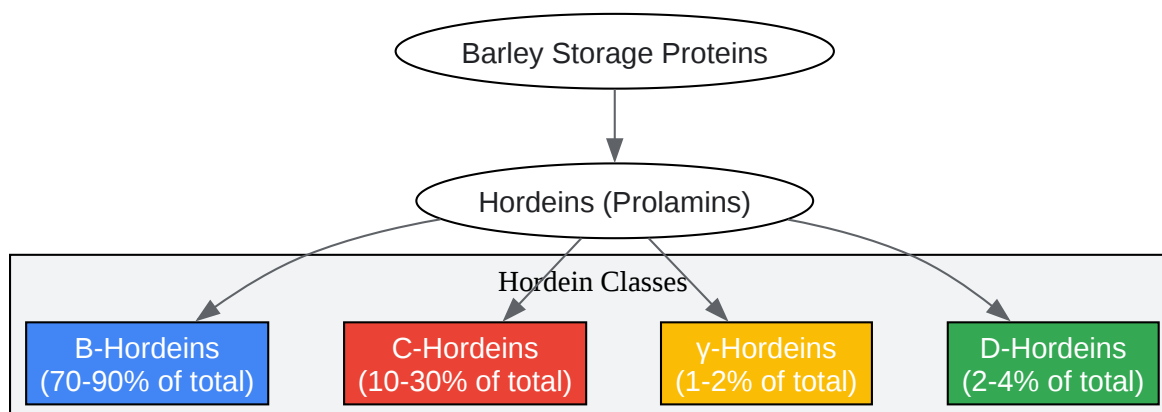 Barley Storage Proteins
Hordeins (Prolamins)
Hordein Classes
B-Hordeins
(70-90% of total)
C-Hordeins
(10-30% of total)
γ-Hordeins
(1-2% of total)
D-Hordeins
(2-4% of total)